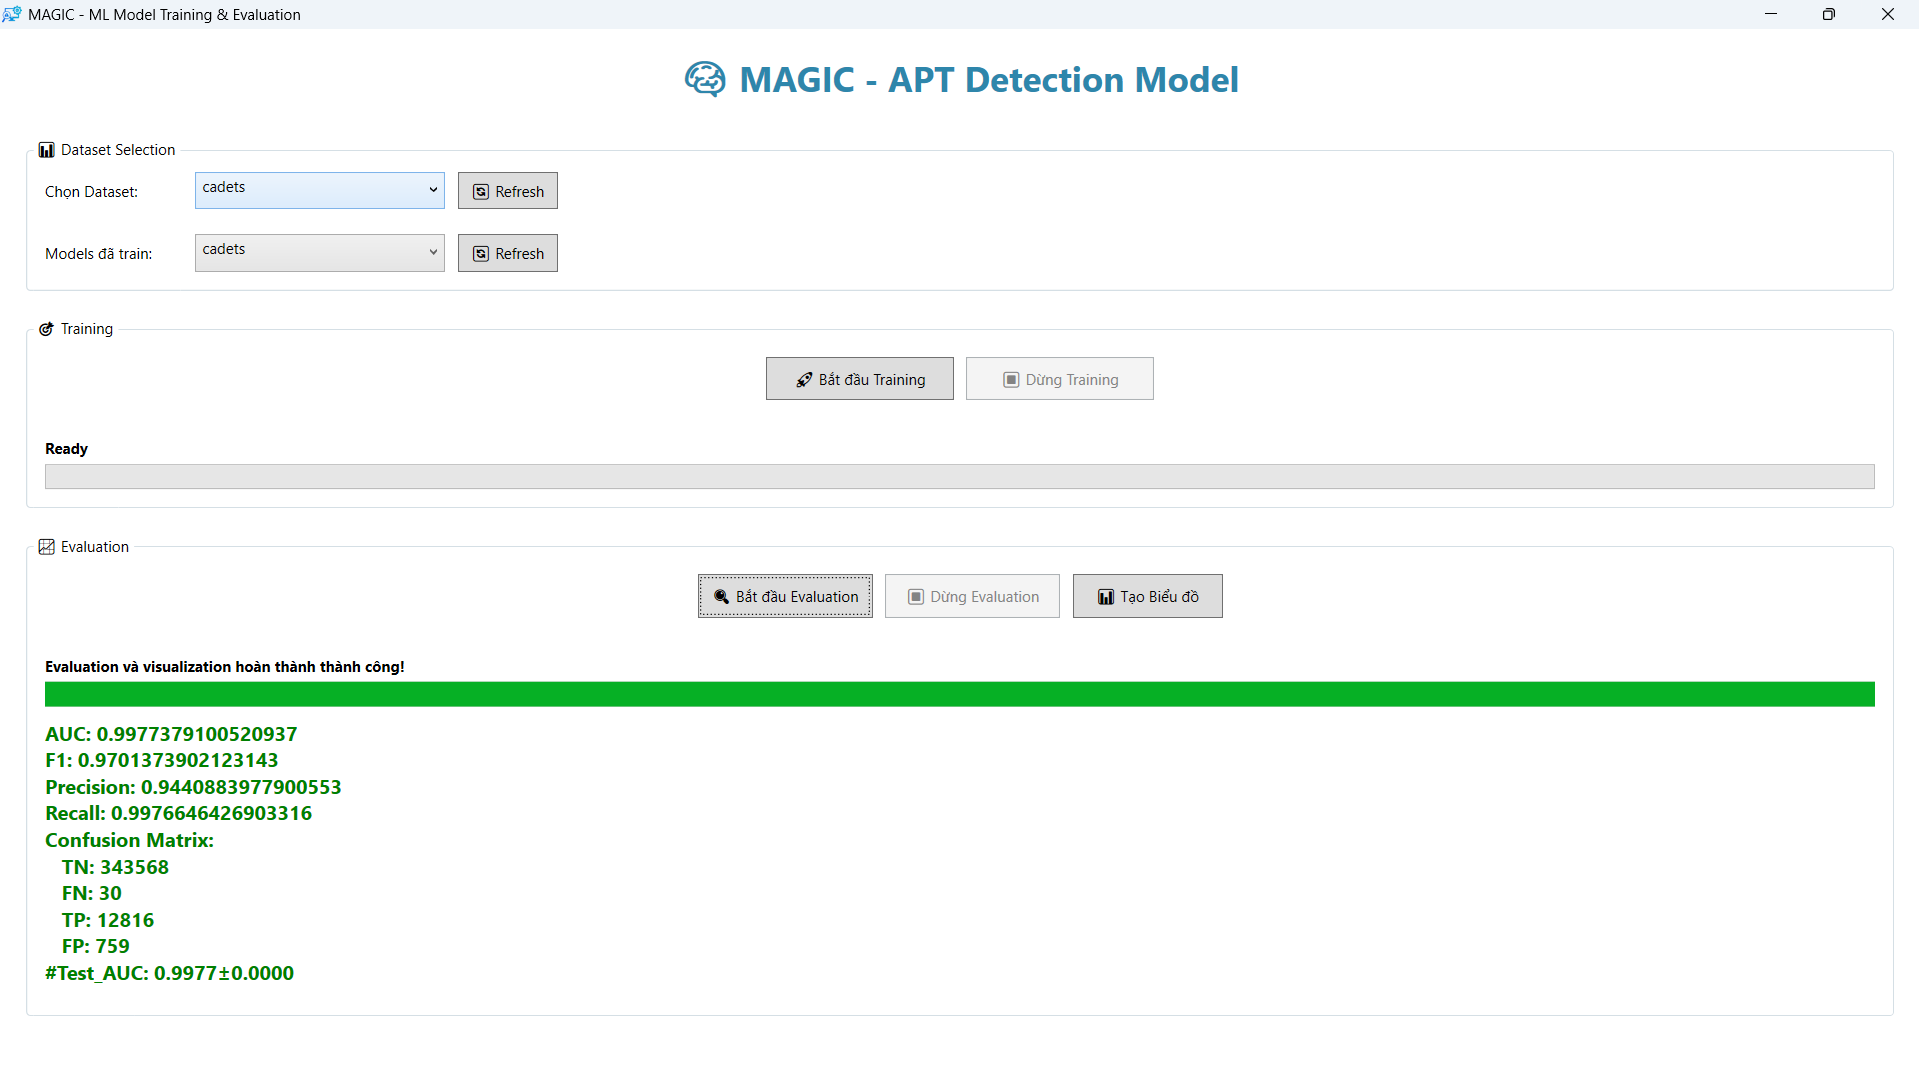 MAGIC - ML Model Training & Evaluation
MAGIC - APT Detection Model
Dataset Selection
Chọn Dataset:
cadets
Refresh
Models đã train:
cadets
Refresh
Training
Bắt đầu Training
Dừng Training
Ready
Evaluation
Bắt đầu Evaluation
Dừng Evaluation
Tạo Biểu đồ
Evaluation và visualization hoàn thành thành công!
AUC: 0.9977379100520937
F1: 0.9701373902123143
Precision: 0.9440883977900553
Recall: 0.9976646426903316
Confusion Matrix:
TN: 343568
FN: 30
TP: 12816
FP: 759
#Test_AUC: 0.9977±0.0000